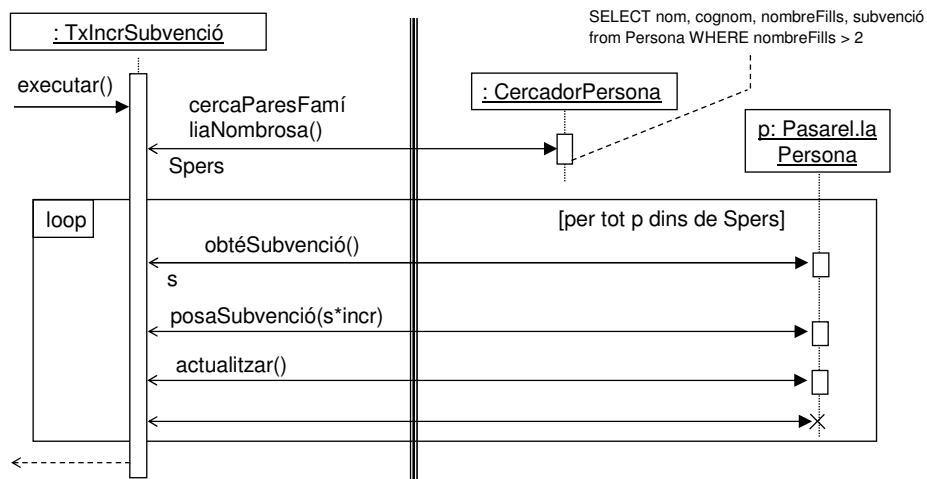 SELECT nom, cognom, nombreFills, subvenció
from Persona WHERE nombreFills > 2
: TxIncrSubvenció
executar()
: CercadorPersona
cercaParesFamí
liaNombrosa()
p: Pasarel.la
Persona
Spers
loop
[per tot p dins de Spers]
obtéSubvenció()
s
posaSubvenció(s*incr)
actualitzar()